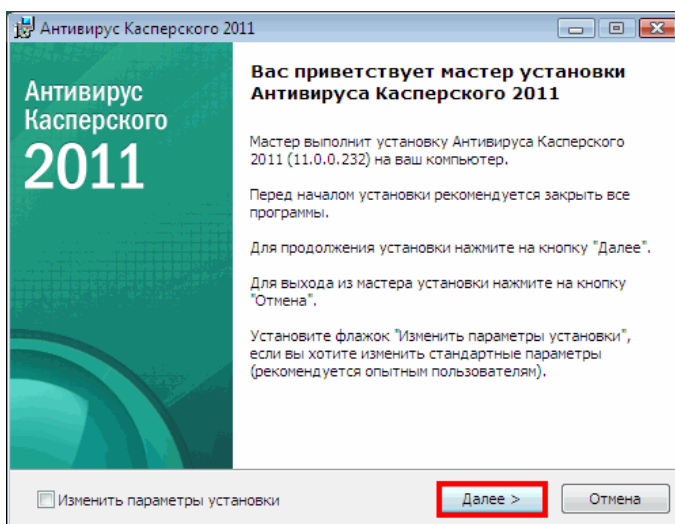 Антивирус Касперского 2011
Антивирус
Касперского
2011
Вас приветствует мастер установки
Антивируса Касперского 2011
Мастер выполнит установку Антивируса Касперского
2011 (11.0.0.232) на ваш компьютер.
Перед началом установки рекомендуется закрыть все
программы.
Для продолжения установки нажмите на кнопку "Далее".
Для выхода из мастера установки нажмите на кнопку
"Отмена".
Установите флажок "Изменить параметры установки",
если вы хотите изменить стандартные параметры
(рекомендуется опытным пользователям).
Изменить параметры установки
Далее >
Отмена